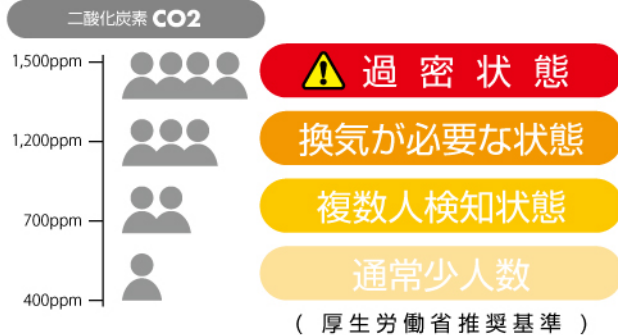 二酸化炭素 CO2
1,500ppm
過密状態
1,200ppm
換気が必要な状態
700ppm
複数人検知状態
通常少人数
400ppm
( 厚生労働省推奨基準 )